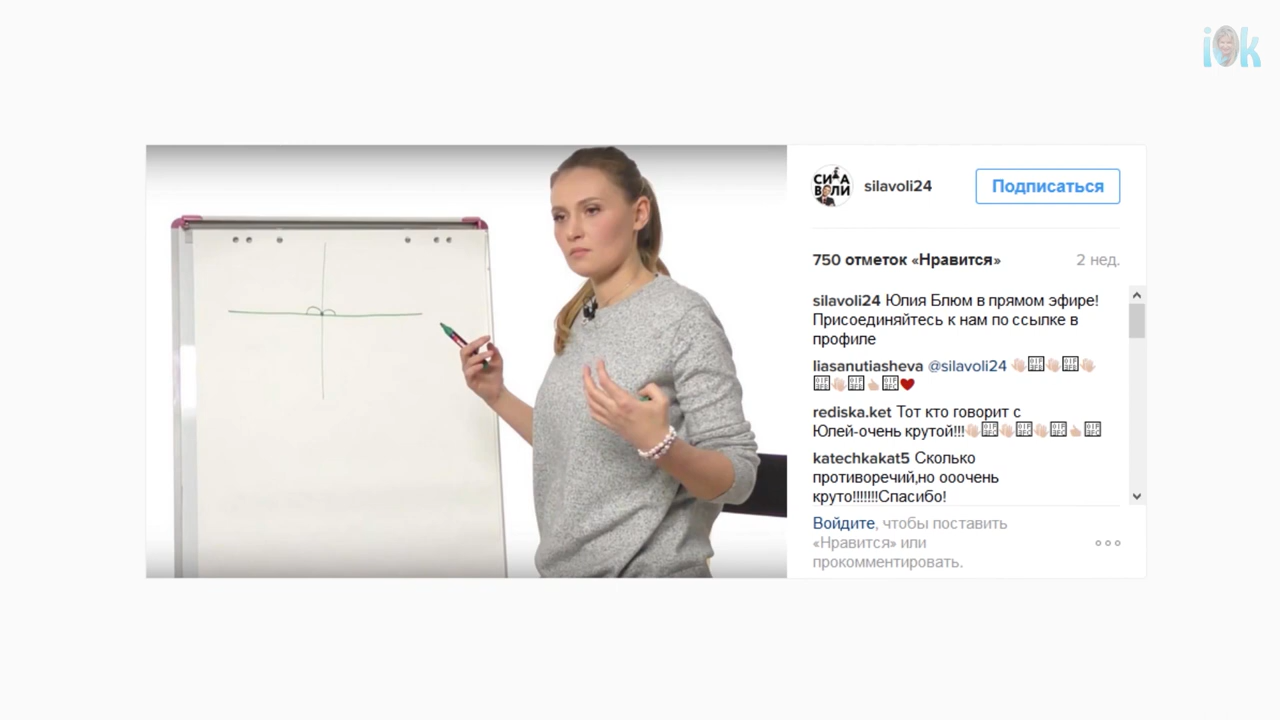 iOk
СИЛА
ВОЛИ
silavoli24
Подписаться
750 отметок «Нравится»
2 нед.
silavoli24 Юлия Блюм в прямом эфире!
Присоединяйтесь к нам по ссылке в
профиле
liasanutiasheva @silavoli24
rediska.ket Тот кто говорит с
Юлей-очень крутой!!!
katechkakat5 Сколько
противоречий,но ооочень
круто!!!!!!!Спасибо!
Войдите, чтобы поставить
«Нравится» или
прокомментировать.